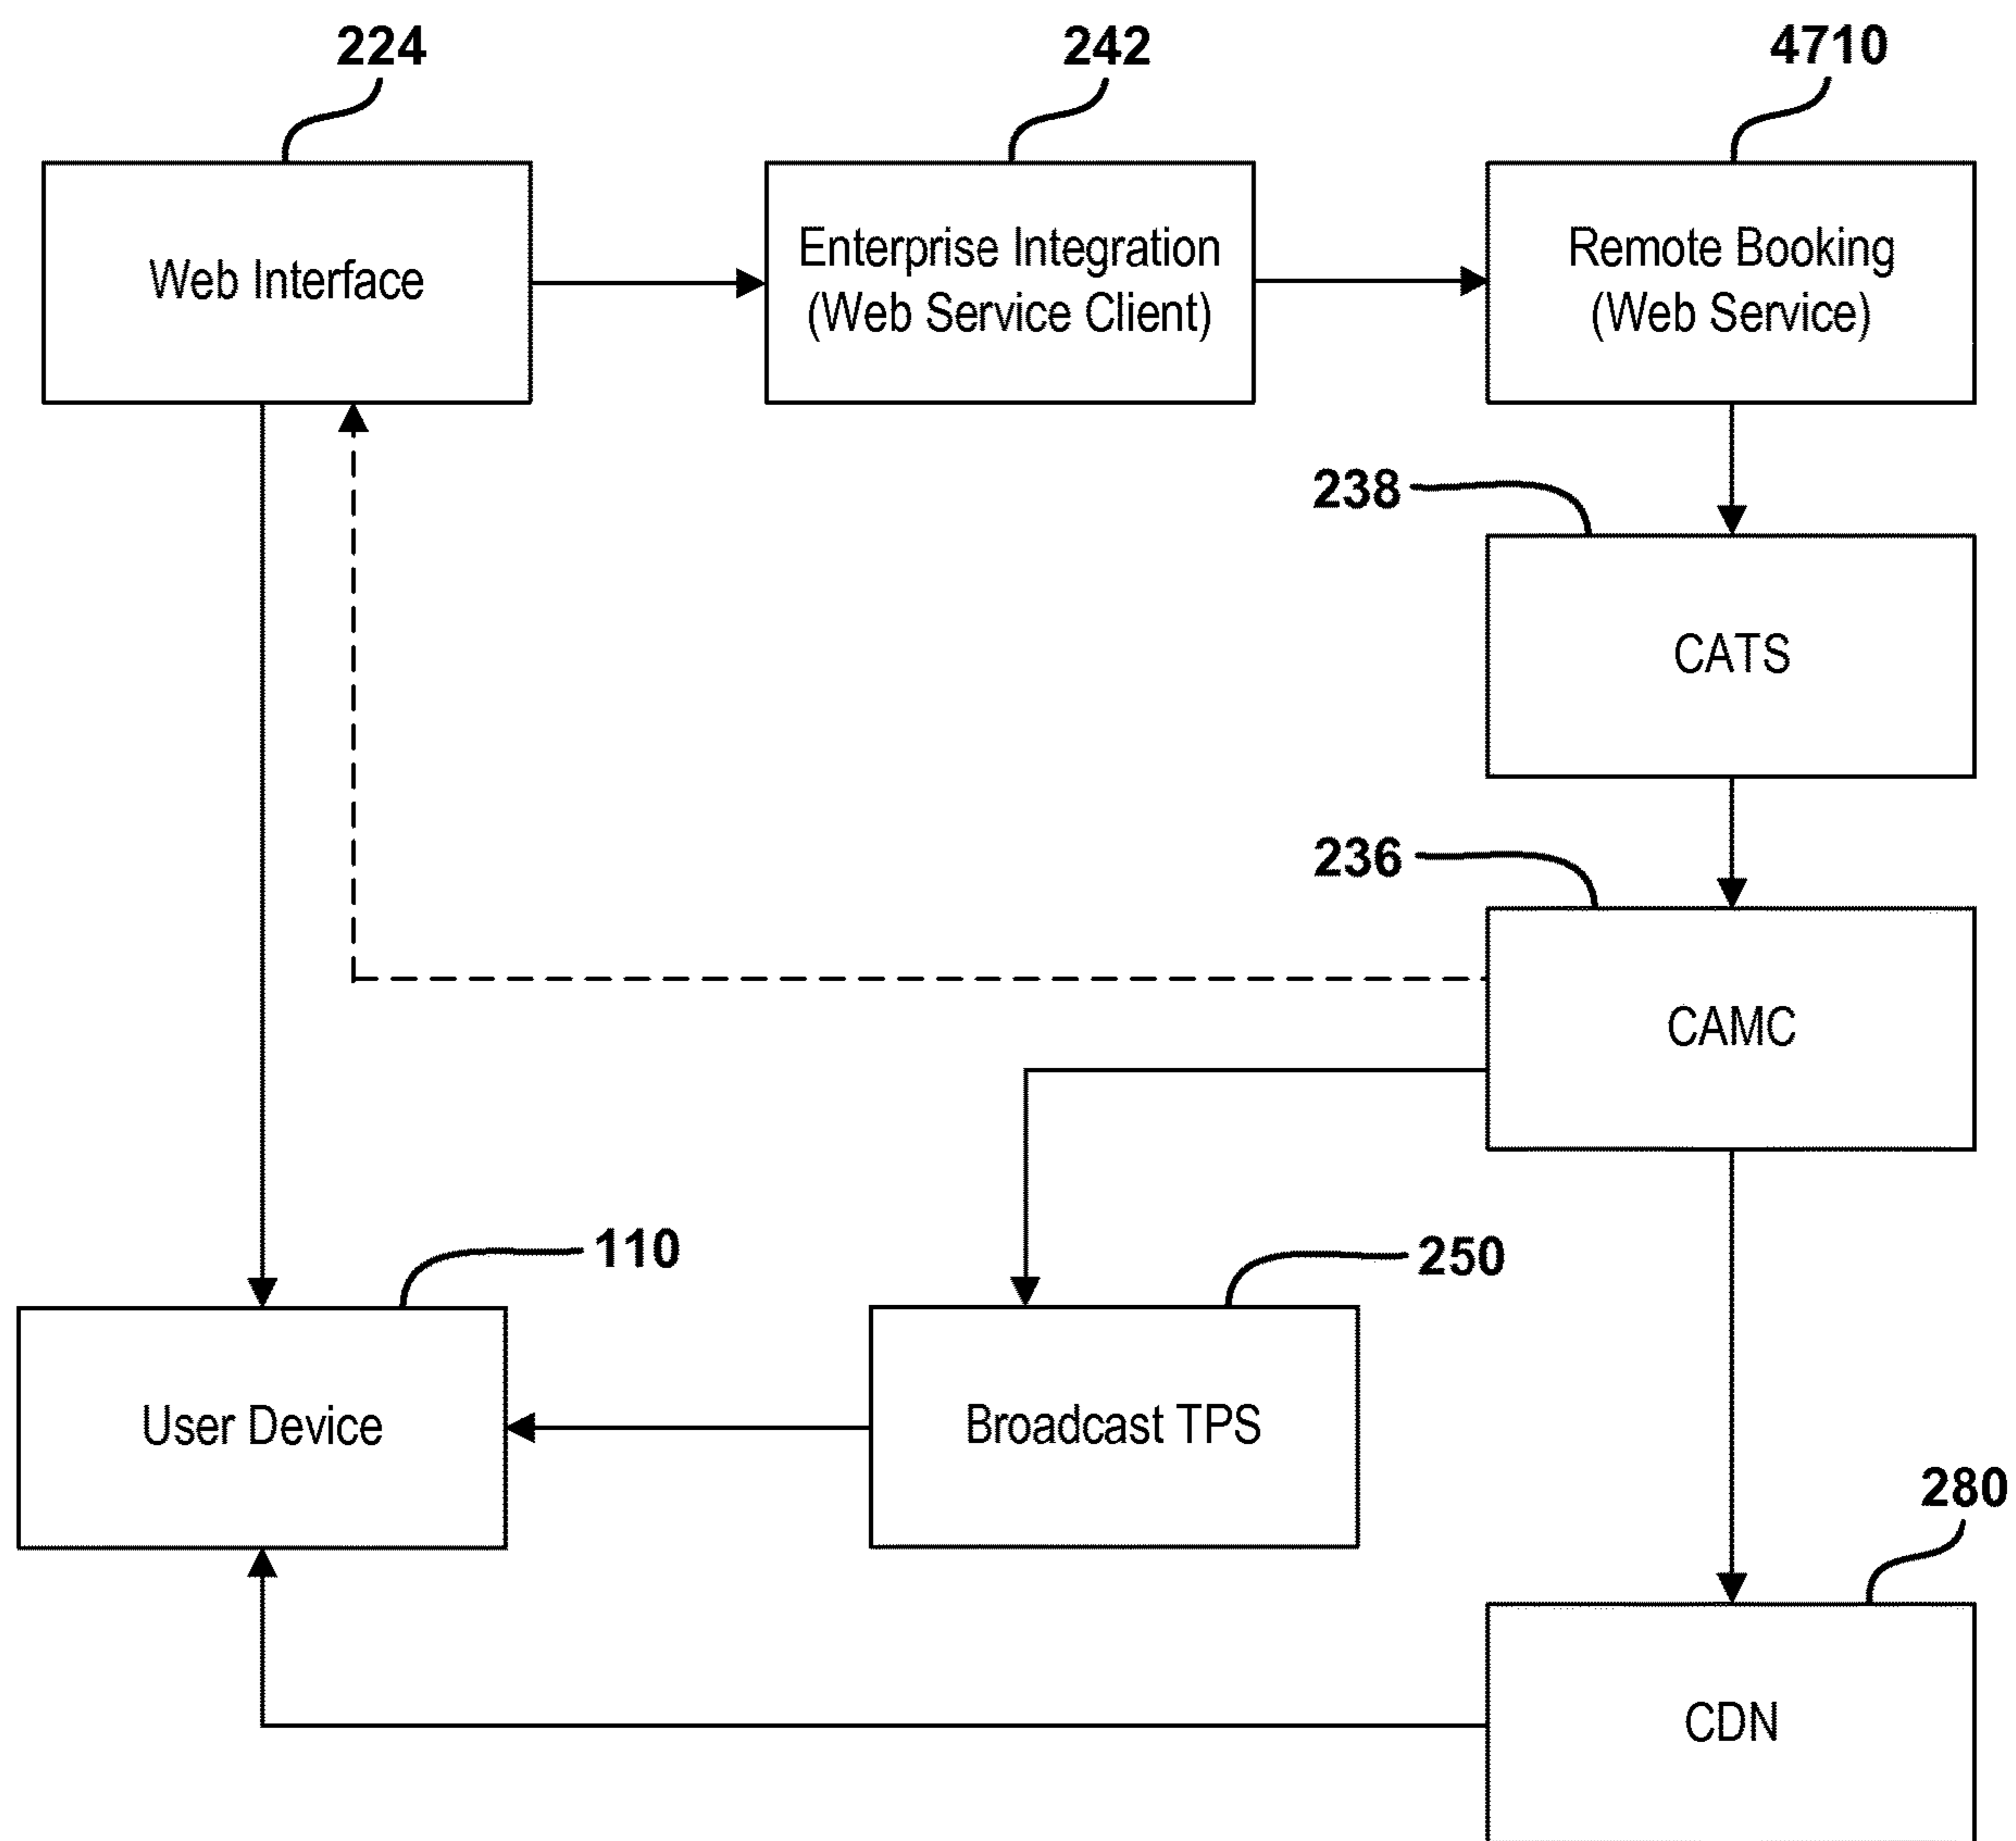 224
242
4710
Web Interface
Enterprise Integration
(Web Service Client)
Remote Booking
(Web Service)
238
CATS
236
CAMC
110
250
User Device
Broadcast TPS
280
CDN